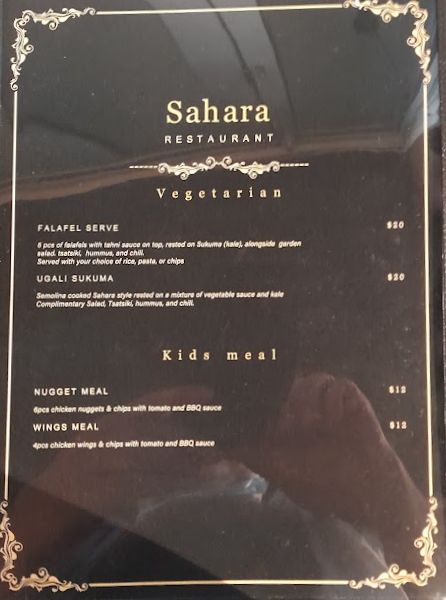 Sahara
RESTAURANT
Vegetarian
FALAFEL SERVE $20
6 pcs of falafels with tahni sauce on top, rested on Sukuma (kale), alongside garden
salad. tsatsiki, hummus, and chili.
Served with your choice of rice, pasta, or chips
UGALI SUKUMA $20
Semolina cooked Sahara style rested on a mixture of vegetable sauce and kale
Complimentary Salad, Tsatsiki, hummus, and chili.
Kids meal
NUGGET MEAL $12
6pcs chicken nuggets & chips with tomato and BBQ sauce
WINGS MEAL $12
4pcs chicken wings & chips with tomato and BBQ sauce